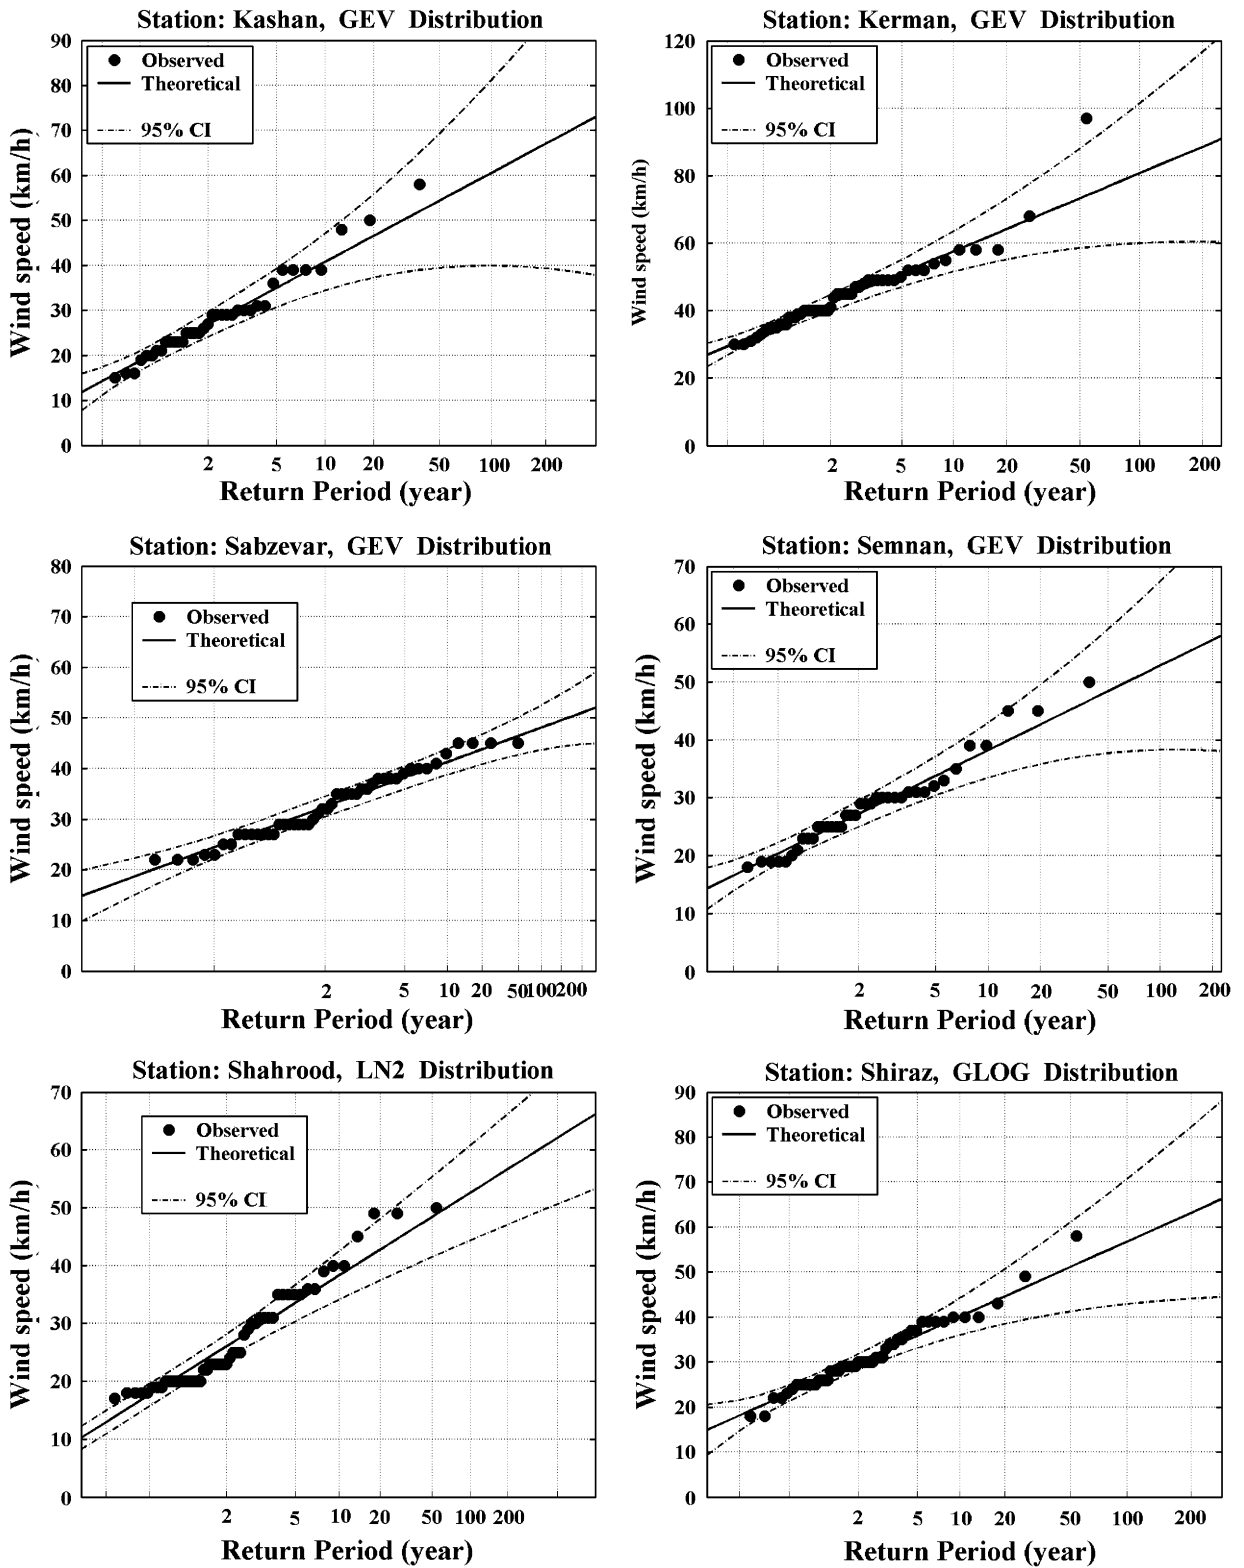 Station: Kashan, GEV Distribution
90
80
70
60
50
40
30
20
10
0
Observed
Theoretical
95% CI
Wind speed (km/h)
2 5 10 20 50 100 200
Return Period (year)
Station: Kerman, GEV Distribution
120
100
80
60
40
20
0
Observed
Theoretical
95% CI
Wind speed (km/h)
2 5 10 20 50 100 200
Return Period (year)
Station: Sabzevar, GEV Distribution
80
70
60
50
40
30
20
10
0
Observed
Theoretical
95% CI
Wind speed (km/h)
2 5 10 20 50 100 200
Return Period (year)
Station: Semnan, GEV Distribution
70
60
50
40
30
20
10
0
Observed
Theoretical
95% CI
Wind speed (km/h)
2 5 10 20 50 100 200
Return Period (year)
Station: Shahrood, LN2 Distribution
70
60
50
40
30
20
10
0
Observed
Theoretical
95% CI
Wind speed (km/h)
2 5 10 20 50 100 200
Return Period (year)
Station: Shiraz, GLOG Distribution
90
80
70
60
50
40
30
20
10
0
Observed
Theoretical
95% CI
Wind speed (km/h)
2 5 10 20 50 100 200
Return Period (year)